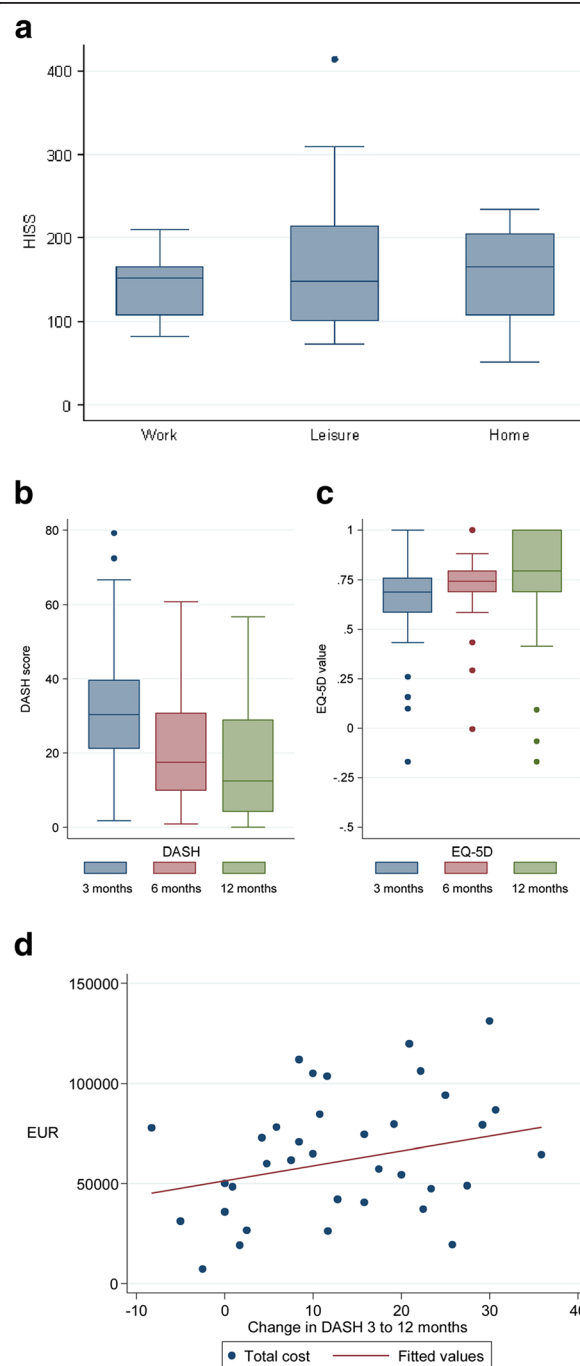 a
400
300
HISS
200
100
0
Work Leisure Home
b c
80 1
60 .75
.5
DASH score 40 EQ-5D value .25
20 0
-.25
0 -.5
DASH EQ-5D
3 months 6 months 12 months 3 months 6 months 12 months
d
150000
100000
EUR
50000
0
-10 0 10 20 30 40
Change in DASH 3 to 12 months
Total cost Fitted values